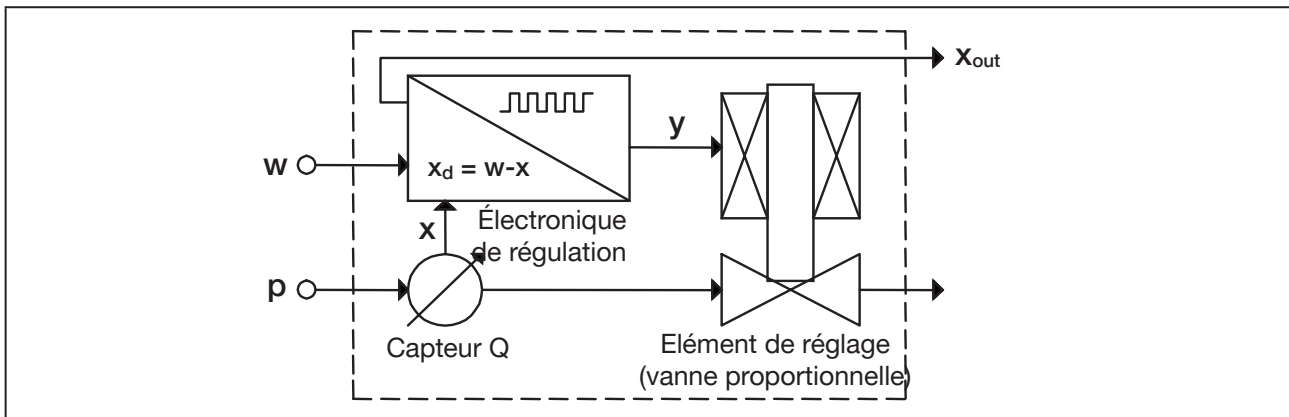 xout
y
w
xd = w-x
Électronique
de régulation
x
p
Capteur Q
Elément de réglage
(vanne proportionnelle)